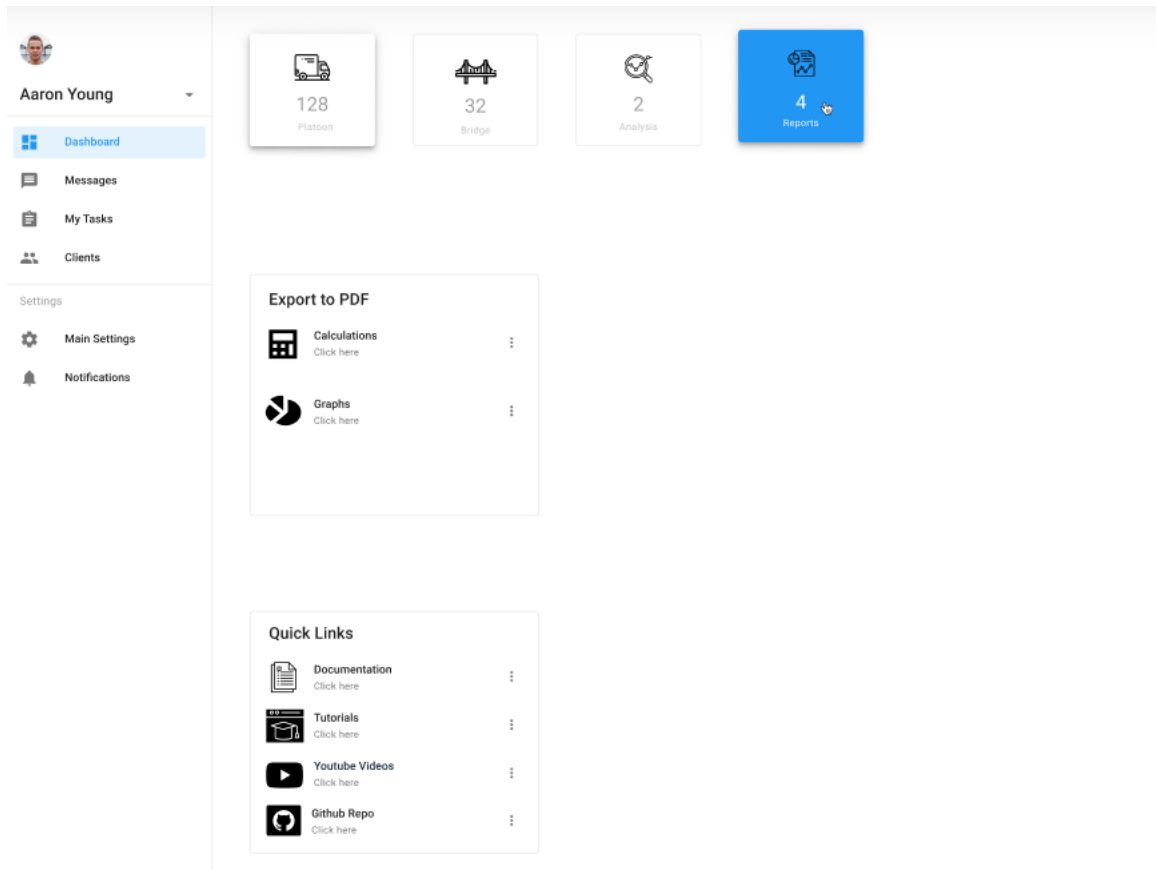 Aaron Young
Dashboard
Messages
My Tasks
Clients
Settings
Main Settings
Notifications
128
Platoon
32
Bridge
2
Analysis
4
Reports
Export to PDF
Calculations
Click here
Graphs
Click here
Quick Links
Documentation
Click here
Tutorials
Click here
Youtube Videos
Click here
Github Repo
Click here